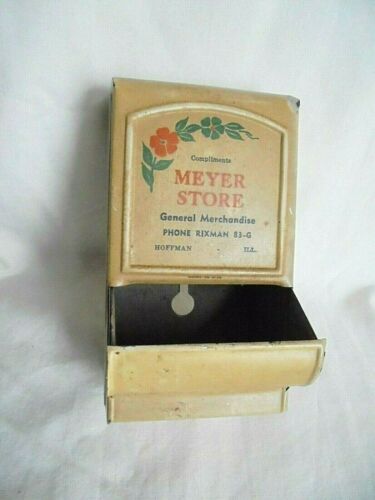 Compliments
MEYER
STORE
General Merchandise
PHONE RIXMAN 83-G
HOFFMAN ILL.